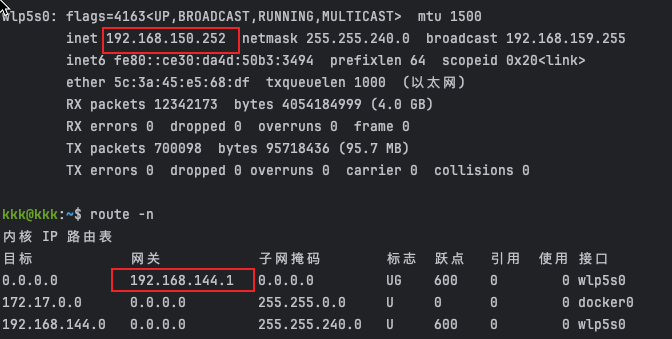 wlp5s0: flags=4163<UP,BROADCAST,RUNNING,MULTICAST>  mtu 1500
inet 192.168.150.252  netmask 255.255.240.0  broadcast 192.168.159.255
inet6 fe80::ce30:da4d:50b3:3494  prefixlen 64  scopeid 0x20<link>
ether 5c:3a:45:e5:68:df  txqueuelen 1000  (以太网)
RX packets 12342173  bytes 4054184999 (4.0 GB)
RX errors 0  dropped 0  overruns 0  frame 0
TX packets 700098  bytes 95718436 (95.7 MB)
TX errors 0  dropped 0 overruns 0  carrier 0  collisions 0
kkk@kkk:~$ route -n
内核 IP 路由表
目标 网关 子网掩码 标志 跃点 引用 使用 接口
0.0.0.0 192.168.144.1 0.0.0.0 UG 600 0 0 wlp5s0
172.17.0.0 0.0.0.0 255.255.0.0 U 0 0 0 docker0
192.168.144.0 0.0.0.0 255.255.240.0 U 600 0 0 wlp5s0